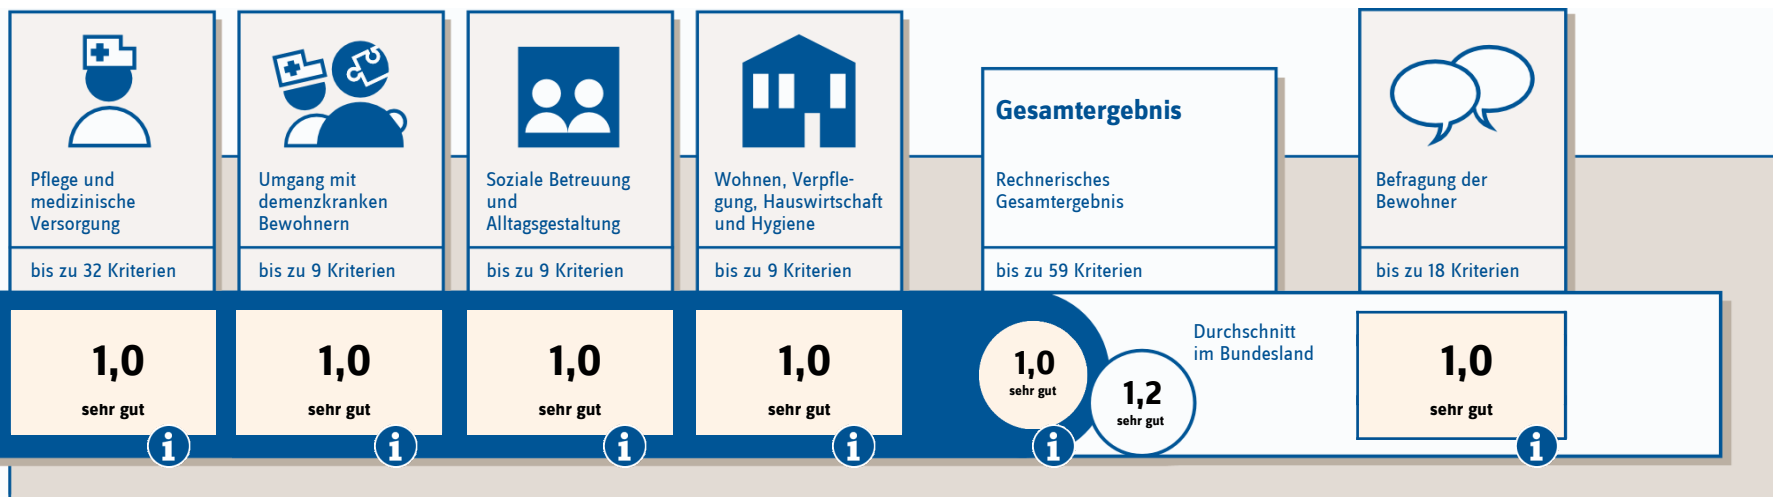 Pflege und
medizinische
Versorgung
bis zu 32 Kriterien
1,0
sehr gut
i
Umgang mit
demenzkranken
Bewohnern
bis zu 9 Kriterien
1,0
sehr gut
i
Soziale Betreuung
und
Alltagsgestaltung
bis zu 9 Kriterien
1,0
sehr gut
i
Wohnen, Verpfle-
gung, Hauswirtschaft
und Hygiene
bis zu 9 Kriterien
1,0
sehr gut
i
Gesamtergebnis
Rechnerisches
Gesamtergebnis
bis zu 59 Kriterien
1,0
sehr gut
i
Durchschnitt
im Bundesland
1,2
sehr gut
Befragung der
Bewohner
bis zu 18 Kriterien
1,0
sehr gut
i